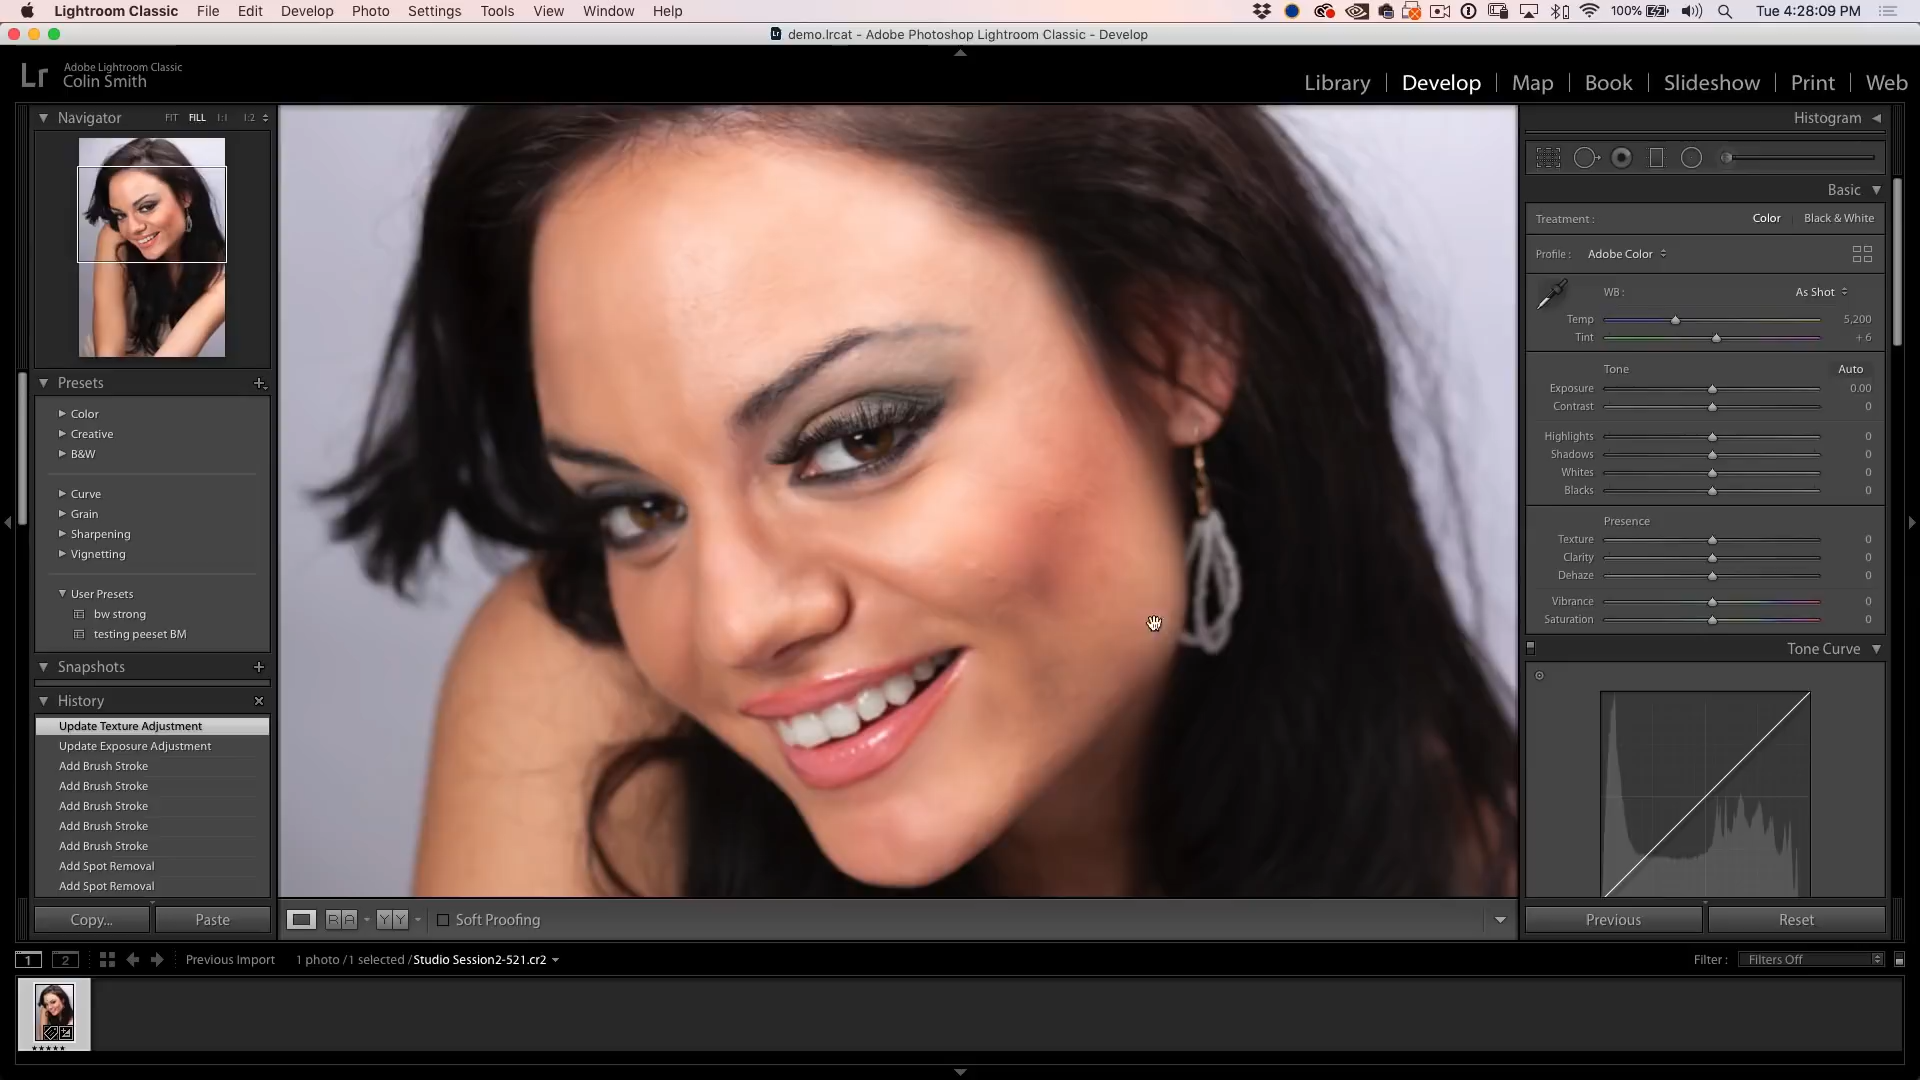 Lightroom Classic File Edit Develop Photo Settings Tools View Window Help 100% Tue 4:28:09 PM
Lr demo.lrcat - Adobe Photoshop Lightroom Classic - Develop
Lr Adobe Lightroom Classic
Colin Smith
Library | Develop | Map | Book | Slideshow | Print | Web
Navigator FIT FILL 1:1 1:2
Presets
Color
Creative
B&W
Curve
Grain
Sharpening
Vignetting
User Presets
bw strong
testing peeset BM
Snapshots
History
Update Texture Adjustment
Update Exposure Adjustment
Add Brush Stroke
Add Brush Stroke
Add Brush Stroke
Add Brush Stroke
Add Brush Stroke
Add Spot Removal
Add Spot Removal
Copy... Paste
R A Y Y Soft Proofing
Histogram
Basic
Treatment : Color Black & White
Profile : Adobe Color
WB : As Shot
Temp 5,200
Tint + 6
Tone Auto
Exposure 0.00
Contrast 0
Highlights 0
Shadows 0
Whites 0
Blacks 0
Presence
Texture 0
Clarity 0
Dehaze 0
Vibrance 0
Saturation 0
Tone Curve
Previous Reset
1 2 Previous Import 1 photo / 1 selected / Studio Session2-521.cr2 Filter : Filters Off